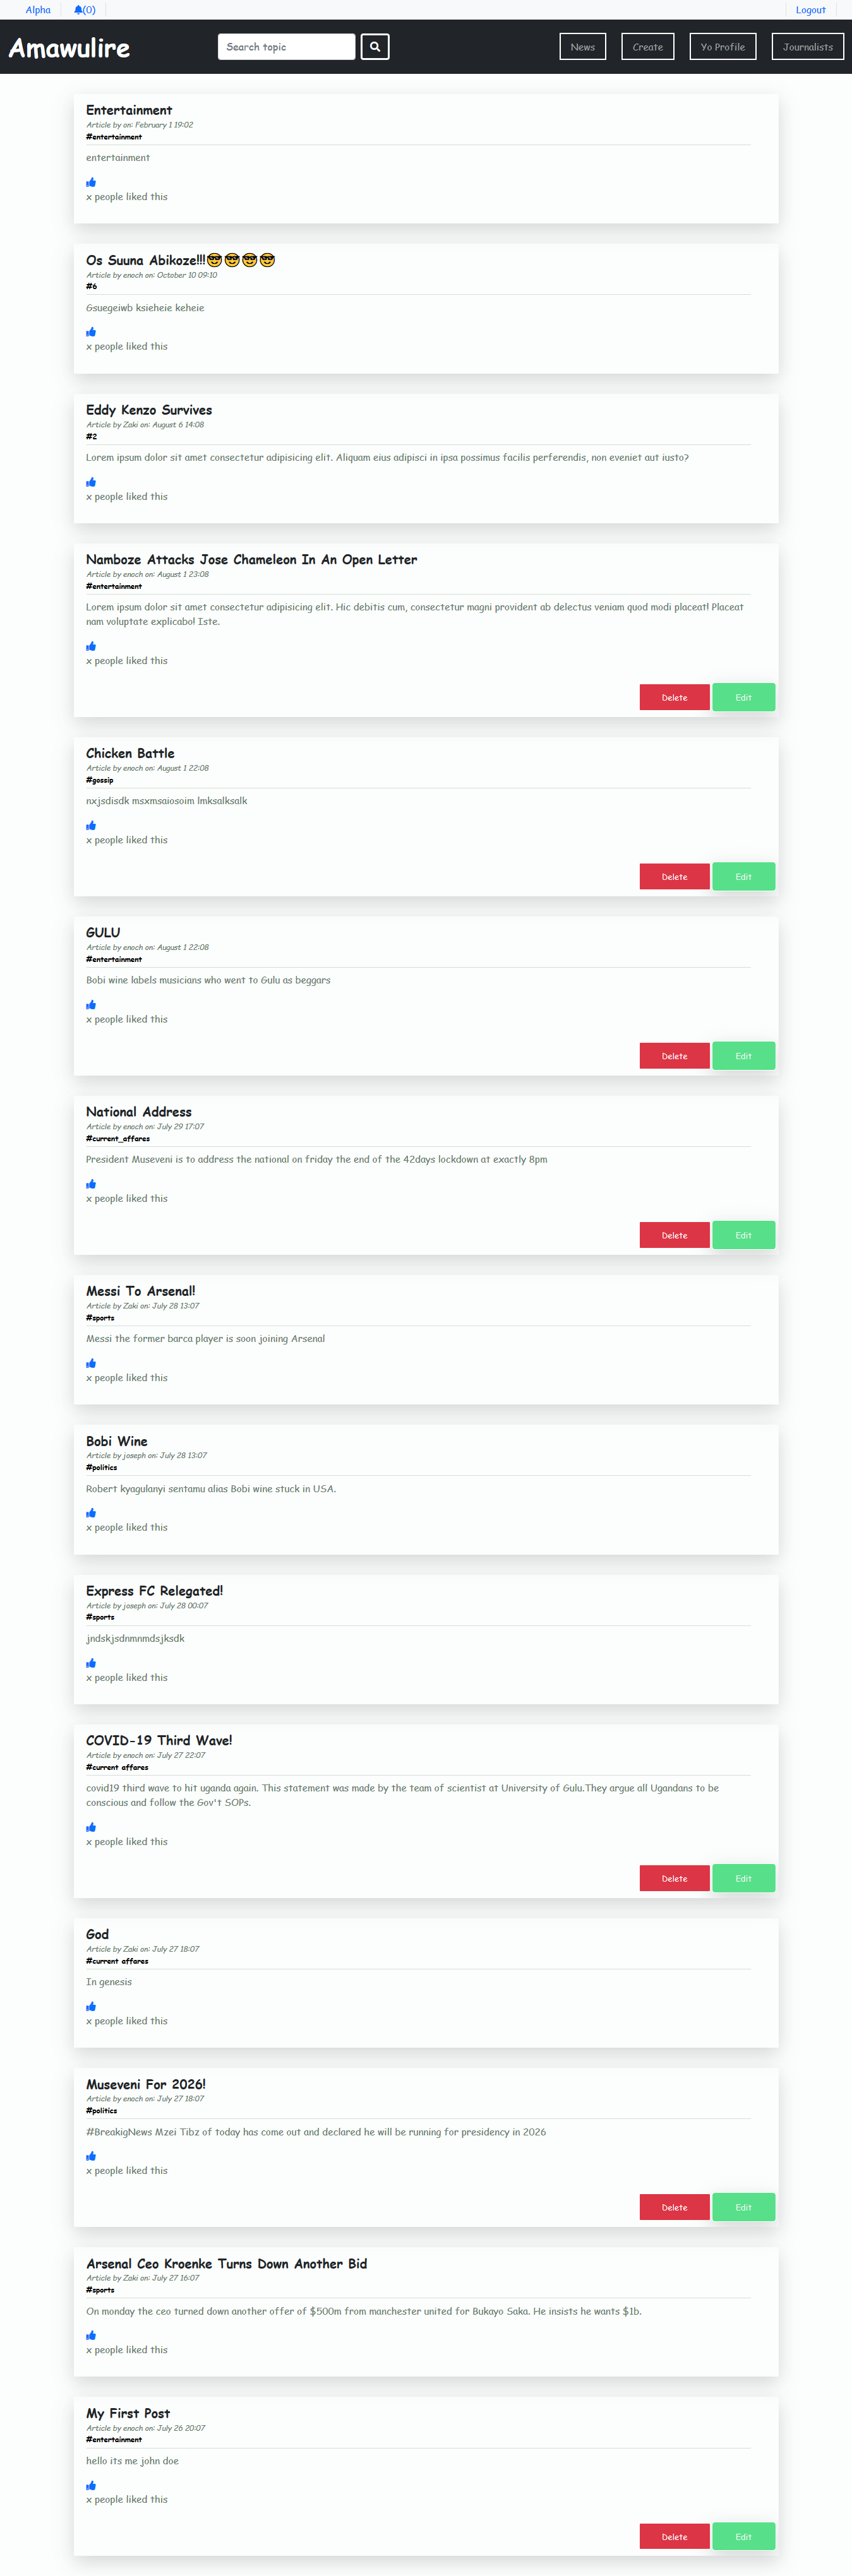 Alpha (0) Logout
Amawulire Search topic News Create Yo Profile Journalists
Entertainment
Article by on: February 1 19:02
#entertainment
entertainment
x people liked this
Os Suuna Abikoze!!!🤓🤓🤓🤓
Article by enoch on: October 10 09:10
#6
Gsuegeiwb ksieheie keheie
x people liked this
Eddy Kenzo Survives
Article by Zaki on: August 6 14:08
#2
Lorem ipsum dolor sit amet consectetur adipisicing elit. Aliquam eius adipisci in ipsa possimus facilis perferendis, non eveniet aut iusto?
x people liked this
Namboze Attacks Jose Chameleon In An Open Letter
Article by enoch on: August 1 23:08
#entertainment
Lorem ipsum dolor sit amet consectetur adipisicing elit. Hic debitis cum, consectetur magni provident ab delectus veniam quod modi placeat! Placeat
nam voluptate explicabo! Iste.
x people liked this
Delete Edit
Chicken Battle
Article by enoch on: August 1 22:08
#gossip
nxjsdisdk msxmsaiosoim lmksalksalk
x people liked this
Delete Edit
GULU
Article by enoch on: August 1 22:08
#entertainment
Bobi wine labels musicians who went to Gulu as beggars
x people liked this
Delete Edit
National Address
Article by enoch on: July 29 17:07
#current_affares
President Museveni is to address the national on friday the end of the 42days lockdown at exactly 8pm
x people liked this
Delete Edit
Messi To Arsenal!
Article by Zaki on: July 28 13:07
#sports
Messi the former barca player is soon joining Arsenal
x people liked this
Bobi Wine
Article by joseph on: July 28 13:07
#politics
Robert kyagulanyi sentamu alias Bobi wine stuck in USA.
x people liked this
Express FC Relegated!
Article by joseph on: July 28 00:07
#sports
jndskjsdnmnmdsjksdk
x people liked this
COVID-19 Third Wave!
Article by enoch on: July 27 22:07
#current affares
covid19 third wave to hit uganda again. This statement was made by the team of scientist at University of Gulu.They argue all Ugandans to be
conscious and follow the Gov't SOPs.
x people liked this
Delete Edit
God
Article by Zaki on: July 27 18:07
#current affares
In genesis
x people liked this
Museveni For 2026!
Article by enoch on: July 27 18:07
#politics
#BreakigNews Mzei Tibz of today has come out and declared he will be running for presidency in 2026
x people liked this
Delete Edit
Arsenal Ceo Kroenke Turns Down Another Bid
Article by Zaki on: July 27 16:07
#sports
On monday the ceo turned down another offer of $500m from manchester united for Bukayo Saka. He insists he wants $1b.
x people liked this
My First Post
Article by enoch on: July 26 20:07
#entertainment
hello its me john doe
x people liked this
Delete Edit